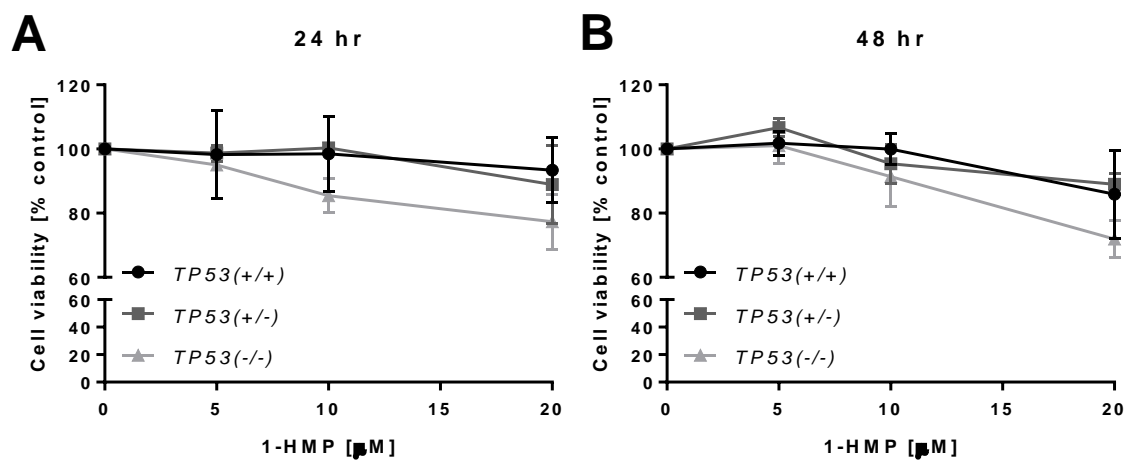 A
24 hr
Cell viability [% control]
120
100
80
60
60
40
20
0
TP53(+/+)
TP53(+/-)
TP53(-/-)
0 5 10 15 20
1-HMP [μM]
B
48 hr
Cell viability [% control]
120
100
80
60
60
40
20
0
TP53(+/+)
TP53(+/-)
TP53(-/-)
0 5 10 15 20
1-HMP [μM]